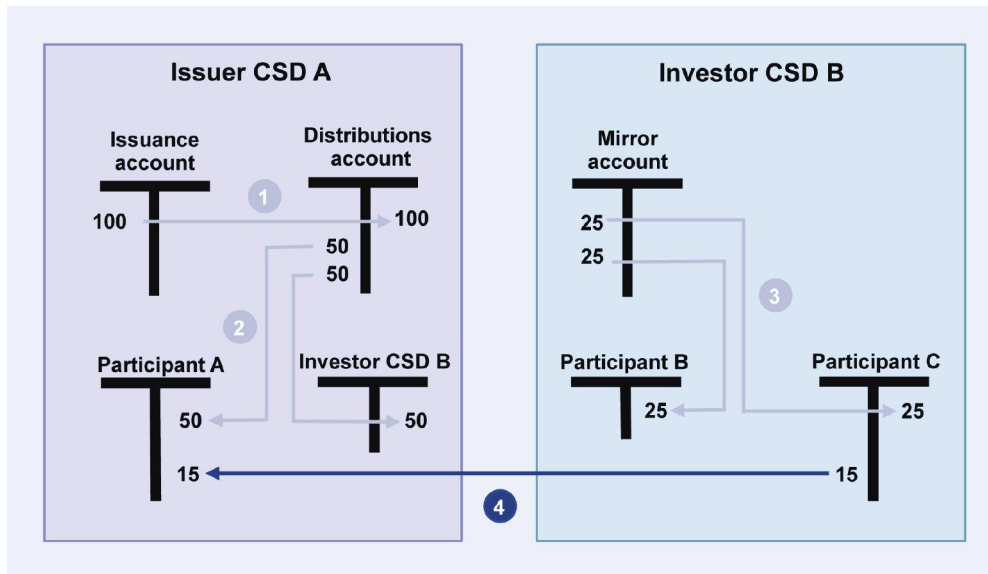 Issuer CSD A
Issuance
account
Distributions
account
1
100
100
50
50
2
Participant A
Investor CSD B
50
50
15
Investor CSD B
Mirror
account
25
25
3
Participant B
Participant C
25
25
15
4